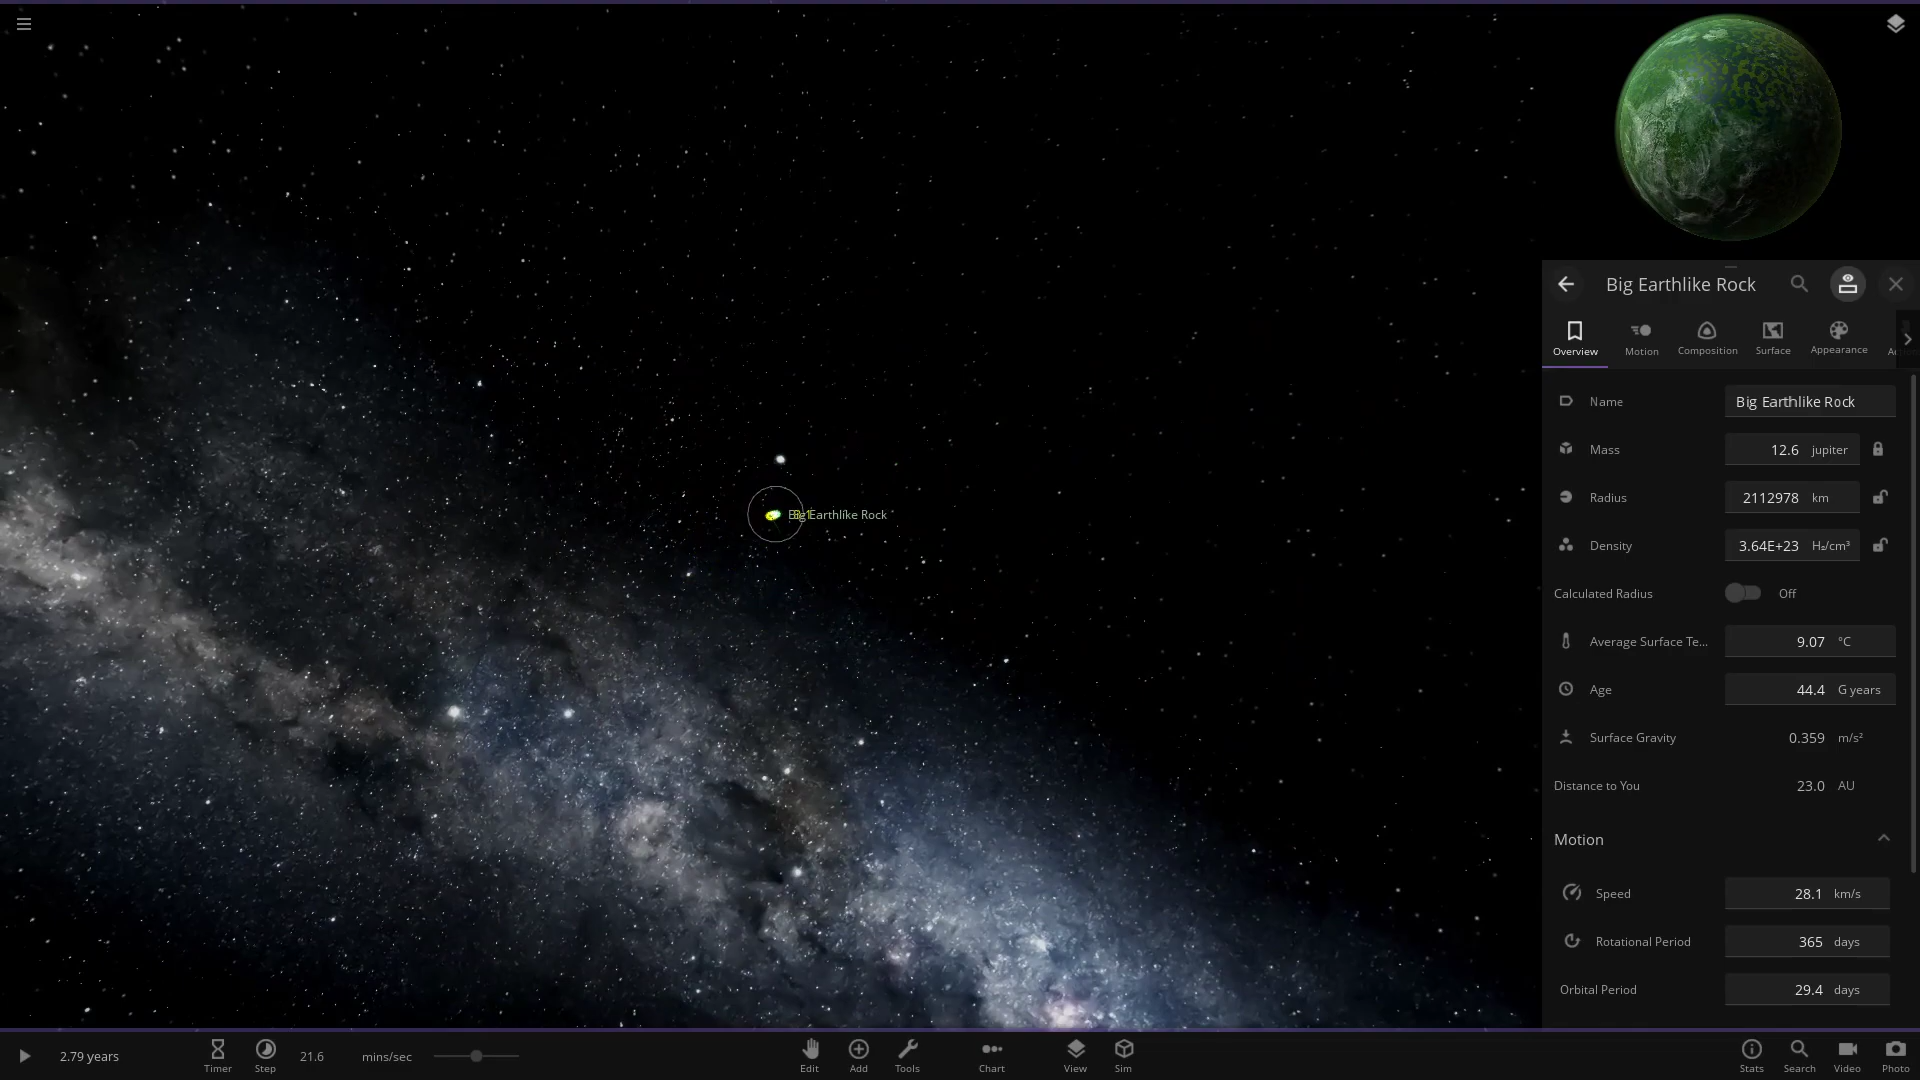 Big Earthlike Rock
Big Earthlike Rock
Overview
Motion
Composition
Surface
Appearance
Name
Big Earthlike Rock
Mass
12.6 jupiter
Radius
2112978 km
Density
3.64E+23 H₂/cm³
Calculated Radius
Off
Average Surface Te...
9.07 °C
Age
44.4 G years
Surface Gravity
0.359 m/s²
Distance to You
23.0 AU
Motion
Speed
28.1 km/s
Rotational Period
365 days
Orbital Period
29.4 days
2.79 years
Timer
Step
21.6 mins/sec
Edit
Add
Tools
Chart
View
Sim
Stats
Search
Video
Photo